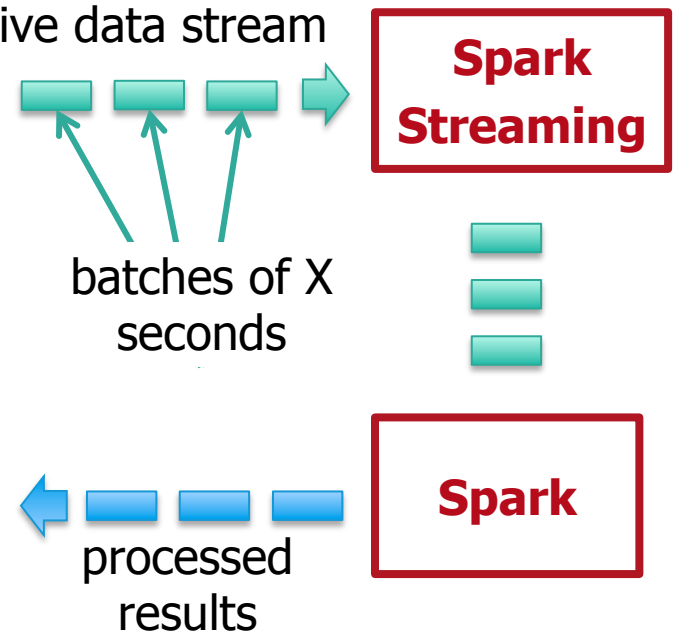 ive data stream
Spark
Streaming
batches of X
seconds
Spark
processed
results